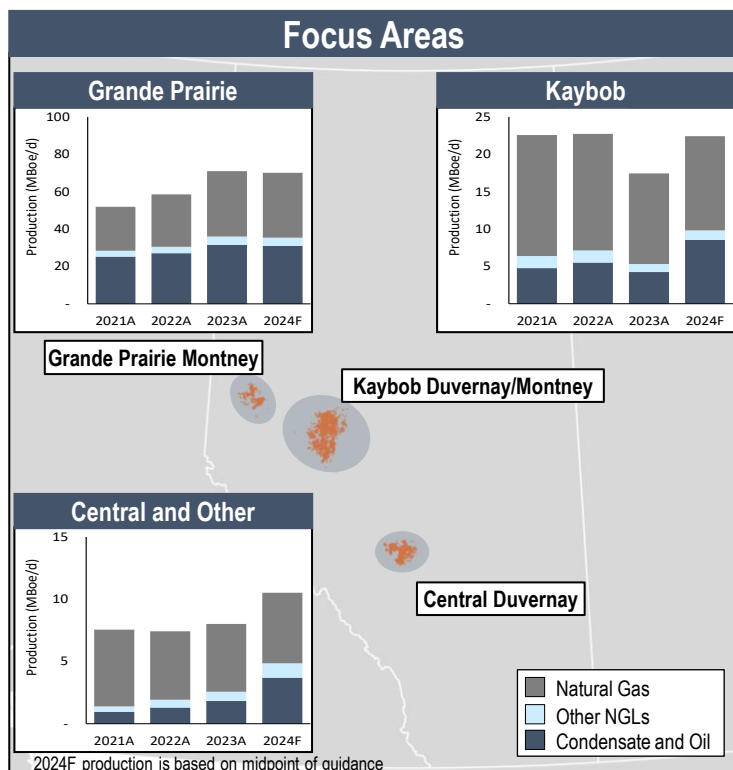 Focus Areas
Grande Prairie
Production (MBoe/d)
100
80
60
40
20
-
2021A 2022A 2023A 2024F
Kaybob
Production (MBoe/d)
25
20
15
10
5
-
2021A 2022A 2023A 2024F
Grande Prairie Montney
Kaybob Duvernay/Montney
Central and Other
Production (MBoe/d)
15
10
5
-
2021A 2022A 2023A 2024F
Central Duvernay
Natural Gas
Other NGLs
Condensate and Oil
2024F production is based on midpoint of guidance